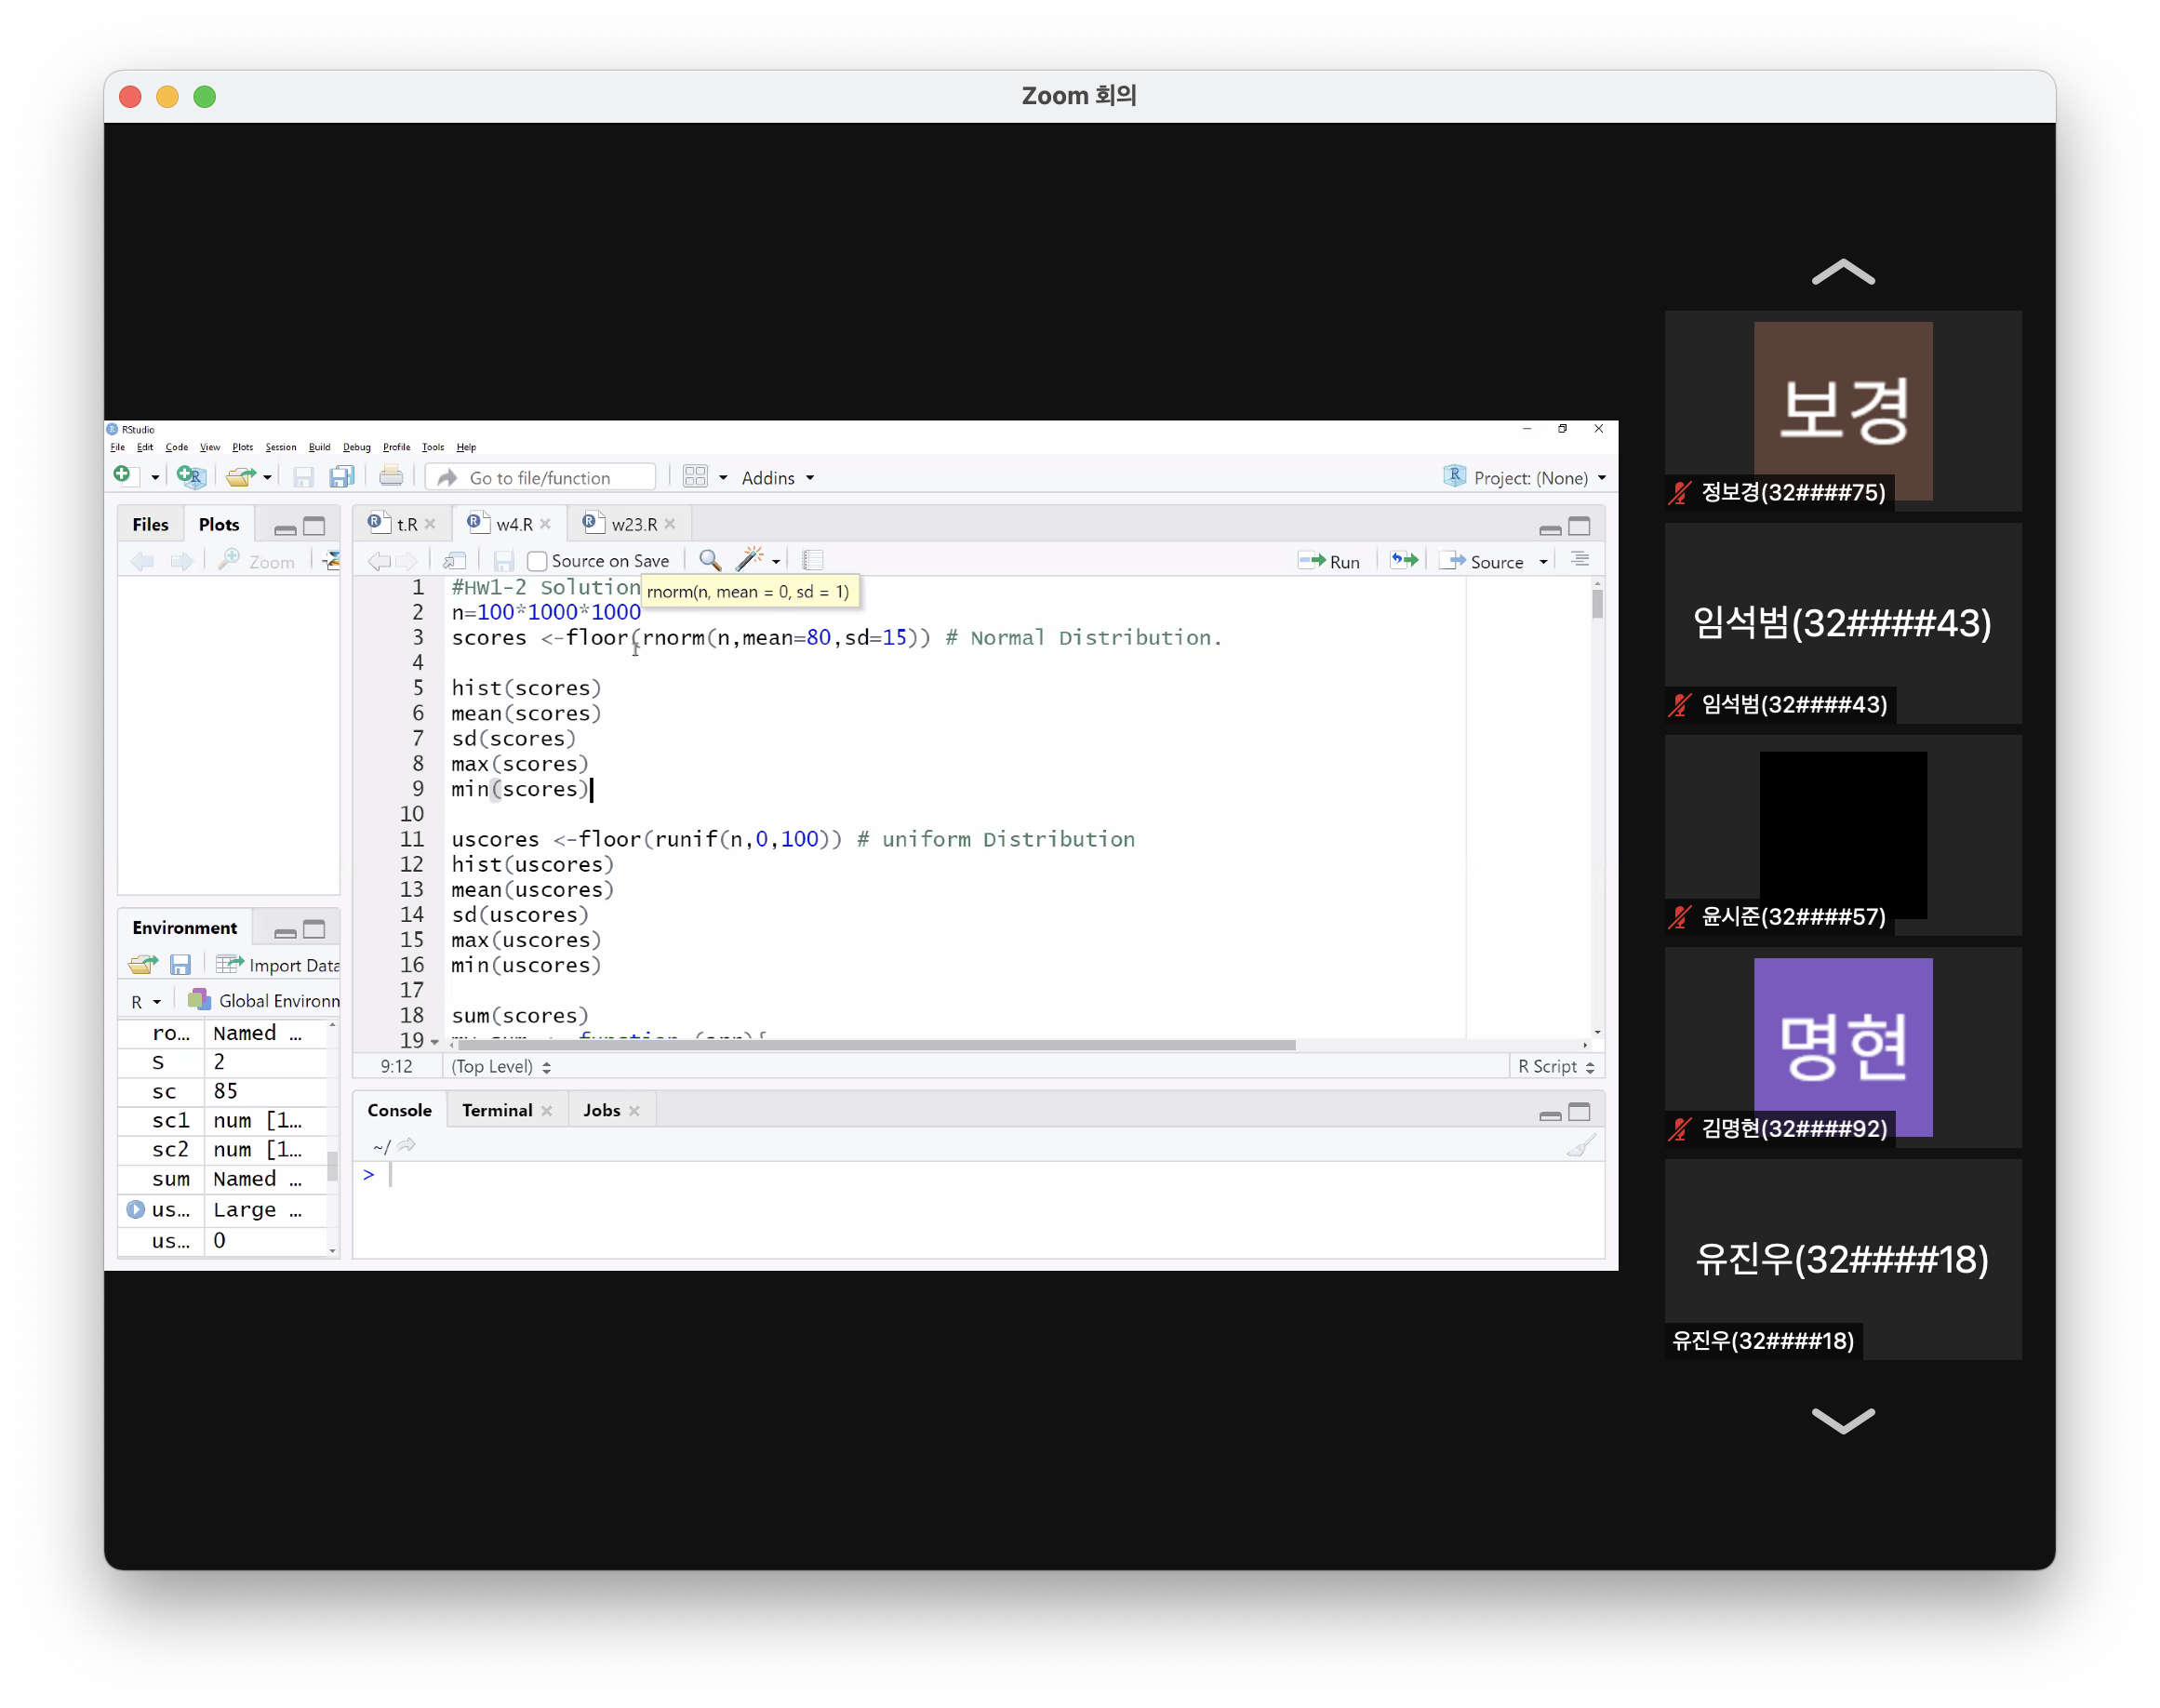 Zoom 회의
RStudio
File Edit Code View Plots Session Build Debug Profile Tools Help
Go to file/function
Addins
Project: (None)
Files Plots
Zoom
t.R
w4.R
w23.R
Source on Save
Run
Source
1 #HW1-2 Solution
rnorm(n, mean = 0, sd = 1)
2 n=100*1000*1000
3 scores <-floor(rnorm(n,mean=80,sd=15)) # Normal Distribution.
4
5 hist(scores)
6 mean(scores)
7 sd(scores)
8 max(scores)
9 min(scores)
10
11 uscores <-floor(runif(n,0,100)) # uniform Distribution
12 hist(uscores)
13 mean(uscores)
14 sd(uscores)
15 max(uscores)
16 min(uscores)
17
18 sum(scores)
19
9:12 (Top Level) R Script
Environment
Import Data
R Global Environn
ro... Named ...
S 2
sc 85
sc1 num [1...
sc2 num [1...
sum Named ...
us... Large ...
us... 0
Console Terminal Jobs
~/
>
보경
정보경(32####75)
임석범(32####43)
임석범(32####43)
윤시준(32####57)
명현
김명현(32####92)
유진우(32####18)
유진우(32####18)